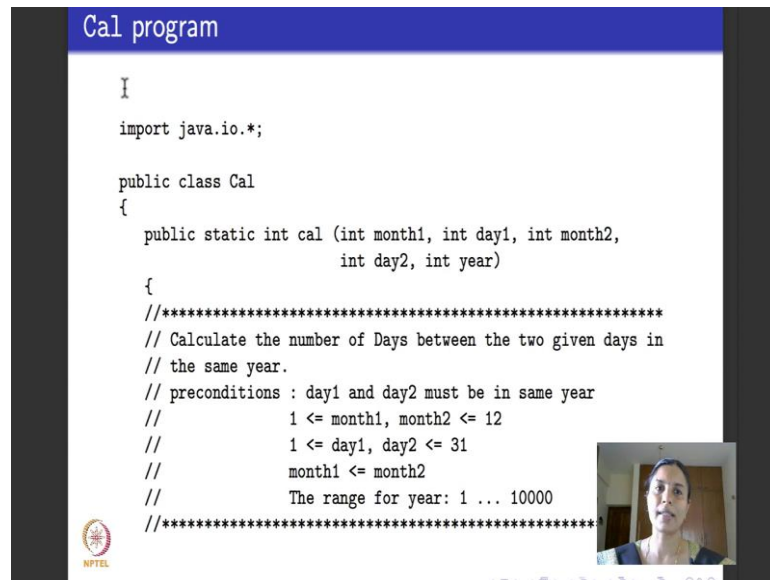 Cal program
import java.io.*;
public class Cal
{
public static int cal (int month1, int day1, int month2,
int day2, int year)
{
//***********************************************************
// Calculate the number of Days between the two given days in
// the same year.
// preconditions : day1 and day2 must be in same year
// 1 <= month1, month2 <= 12
// 1 <= day1, day2 <= 31
// month1 <= month2
// The range for year: 1 ... 10000
//****************************************************
NPTEL